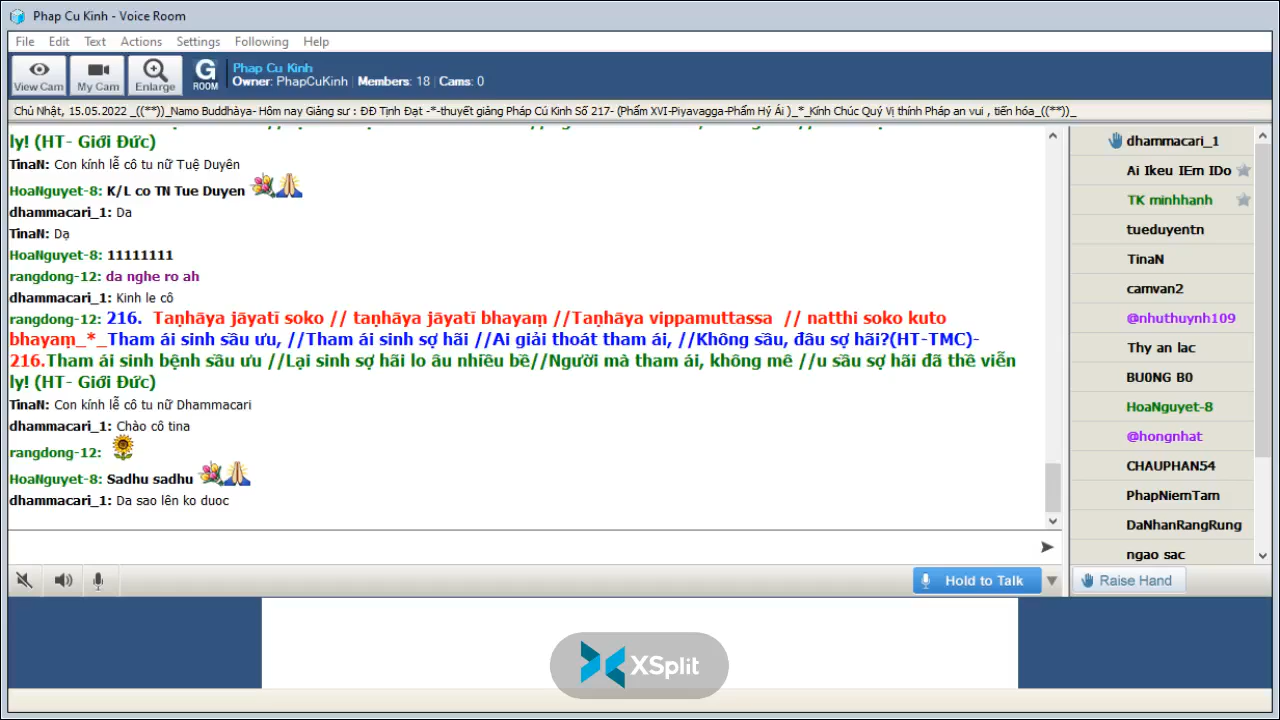 Phap Cu Kinh - Voice Room
File Edit Text Actions Settings Following Help
View Cam My Cam Enlarge G ROOM
Phap Cu Kinh
Owner: PhapCuKinh | Members: 18 | Cams: 0
Chủ Nhật, 15.05.2022 _((**))_Namo Buddhàya- Hôm nay Giảng sư : ĐĐ Tịnh Đạt -*-thuyết giảng Pháp Cú Kinh Số 217- (Phẩm XVI-Piyavagga-Phẩm Hỷ Ái )_*_Kính Chúc Quý Vị thính Pháp an vui , tiến hóa_((**))_
ly! (HT- Giới Đức)
TinaN: Con kính lễ cô tu nữ Tuệ Duyên
HoaNguyet-8: K/L co TN Tue Duyen
dhammacari_1: Da
TinaN: Dạ
HoaNguyet-8: 11111111
rangdong-12: da nghe ro ah
dhammacari_1: Kinh le cô
rangdong-12: 216. Taṇhāya jāyatī soko // taṇhāya jāyatī bhayaṃ //Taṇhāya vippamuttassa // natthi soko kuto
bhayaṃ_*_Tham ái sinh sầu ưu, //Tham ái sinh sợ hãi //Ai giải thoát tham ái, //Không sầu, đâu sợ hãi?(HT-TMC)-
216.Tham ái sinh bệnh sầu ưu //Lại sinh sợ hãi lo âu nhiều bề//Người mà tham ái, không mê //u sầu sợ hãi đã thề viễn
ly! (HT- Giới Đức)
TinaN: Con kính lễ cô tu nữ Dhammacari
dhammacari_1: Chào cô tina
rangdong-12:
HoaNguyet-8: Sadhu sadhu
dhammacari_1: Da sao lên ko duoc
dhammacari_1
Ai Ikeu IEm IDo
TK minhhanh
tueduyentn
TinaN
camvan2
@nhuthuynh109
Thy an lac
BU0NG B0
HoaNguyet-8
@hongnhat
CHAUPHAN54
PhapNiemTam
DaNhanRangRung
ngao sac
Hold to Talk
Raise Hand
XSplit